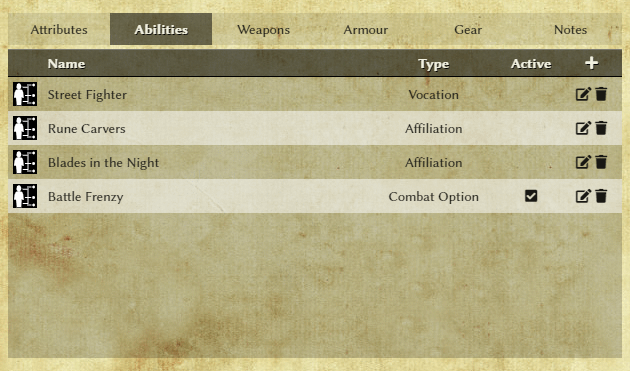 Attributes Abilities Weapons Armour Gear Notes
Name Type Active +
Street Fighter Vocation
Rune Carvers Affiliation
Blades in the Night Affiliation
Battle Frenzy Combat Option